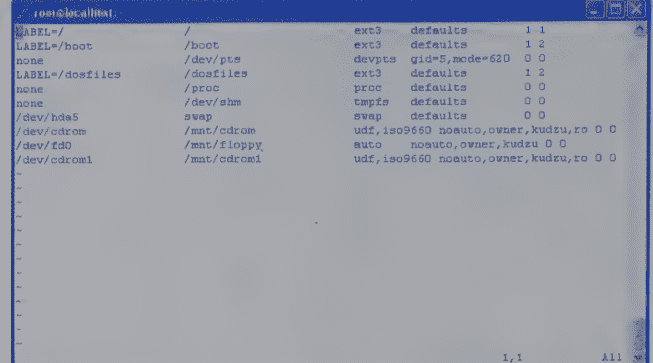 root@localhost:
LABEL=/ / ext3 defaults 1 1
LABEL=/boot /boot ext3 defaults 1 2
none /dev/pts devpts gid=5,mode=620 0 0
LABEL=/dosfiles /dosfiles ext3 defaults 1 2
none /proc proc defaults 0 0
none /dev/shm tmpfs defaults 0 0
/dev/hda5 swap swap defaults 0 0
/dev/cdrom /mnt/cdrom udf,iso9660 noauto,owner,kudzu,ro 0 0
/dev/fd0 /mnt/floppy auto noauto,owner,kudzu 0 0
/dev/cdrom1 /mnt/cdrom1 udf,iso9660 noauto,owner,kudzu,ro 0 0
~
~
~
~
~
~
~
~
~
~
~
~
~
1,1 All